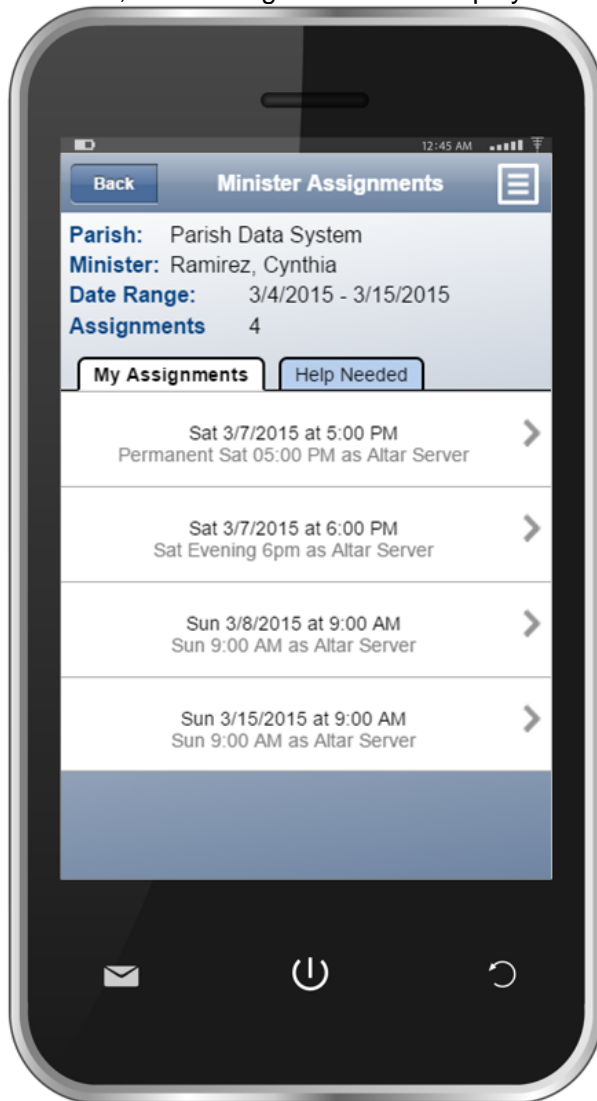 12:45 AM
Back Minister Assignments
Parish: Parish Data System
Minister: Ramirez, Cynthia
Date Range: 3/4/2015 - 3/15/2015
Assignments 4
My Assignments Help Needed
Sat 3/7/2015 at 5:00 PM
Permanent Sat 05:00 PM as Altar Server
Sat 3/7/2015 at 6:00 PM
Sat Evening 6pm as Altar Server
Sun 3/8/2015 at 9:00 AM
Sun 9:00 AM as Altar Server
Sun 3/15/2015 at 9:00 AM
Sun 9:00 AM as Altar Server